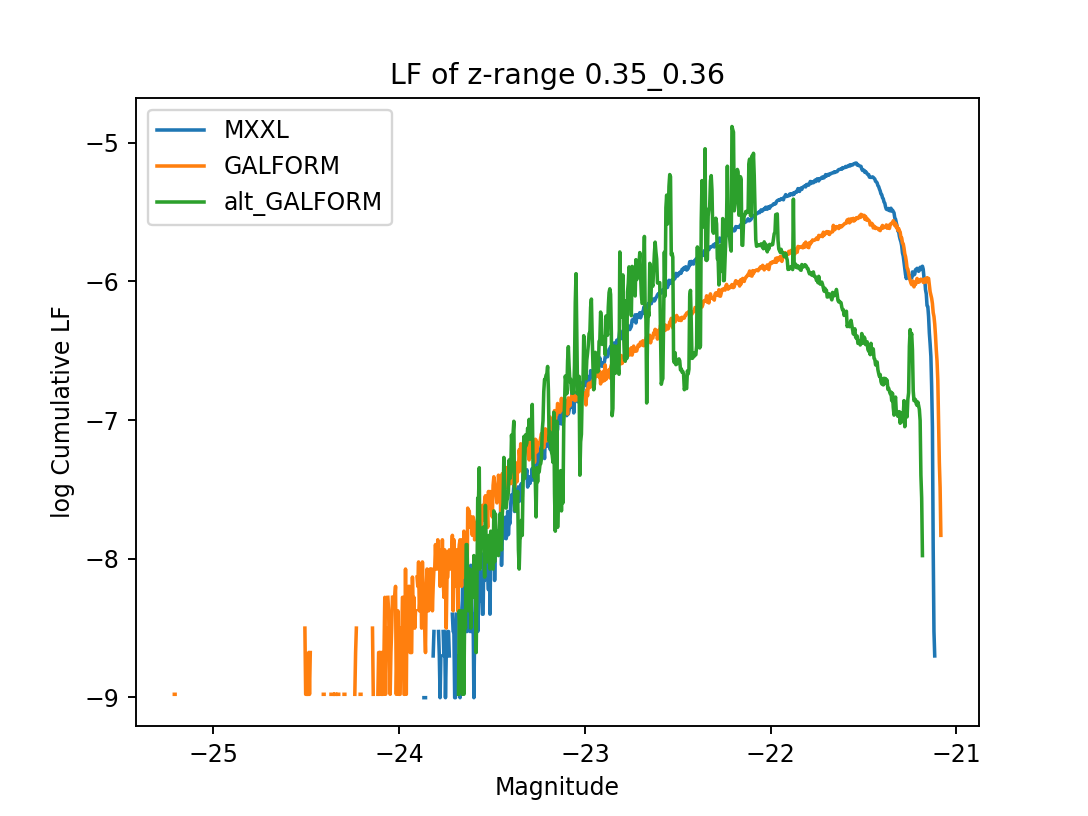 LF of z-range 0.35_0.36
MXXL
GALFORM
alt_GALFORM
log Cumulative LF
−5
−6
−7
−8
−9
−25
−24
−23
−22
−21
Magnitude